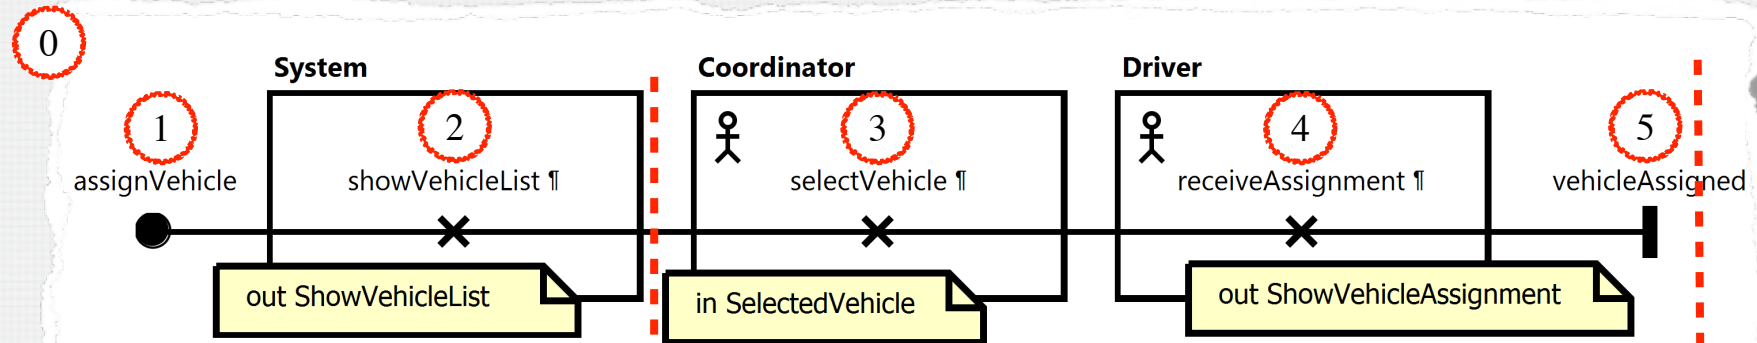 0
System
Coordinator
Driver
1
2
3
4
5
assignVehicle
showVehicleList ¶
selectVehicle ¶
receiveAssignment ¶
vehicleAssigned
out ShowVehicleList
in SelectedVehicle
out ShowVehicleAssignment